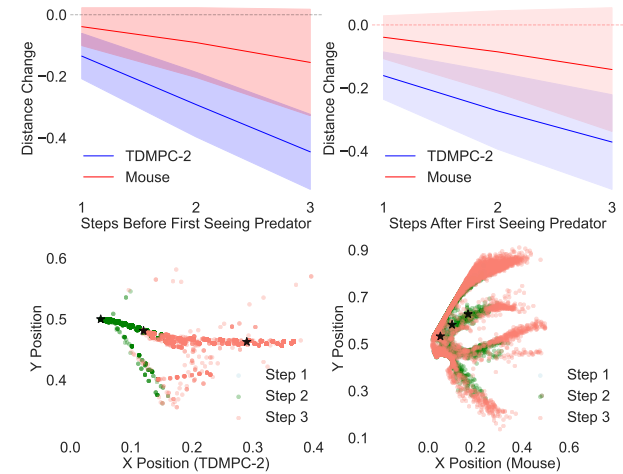 0.0
−0.2
−0.4
Distance Change
TDMPC-2
Mouse
1
2
3
Steps Before First Seeing Predator
0.0
−0.2
−0.4
Distance Change
TDMPC-2
Mouse
1
2
3
Steps After First Seeing Predator
0.6
0.5
0.4
Y Position
Step 1
Step 2
Step 3
0.0
0.1
0.2
0.3
0.4
X Position (TDMPC-2)
0.9
0.7
0.5
0.3
0.1
Y Position
Step 1
Step 2
Step 3
0.0
0.2
0.4
0.6
X Position (Mouse)